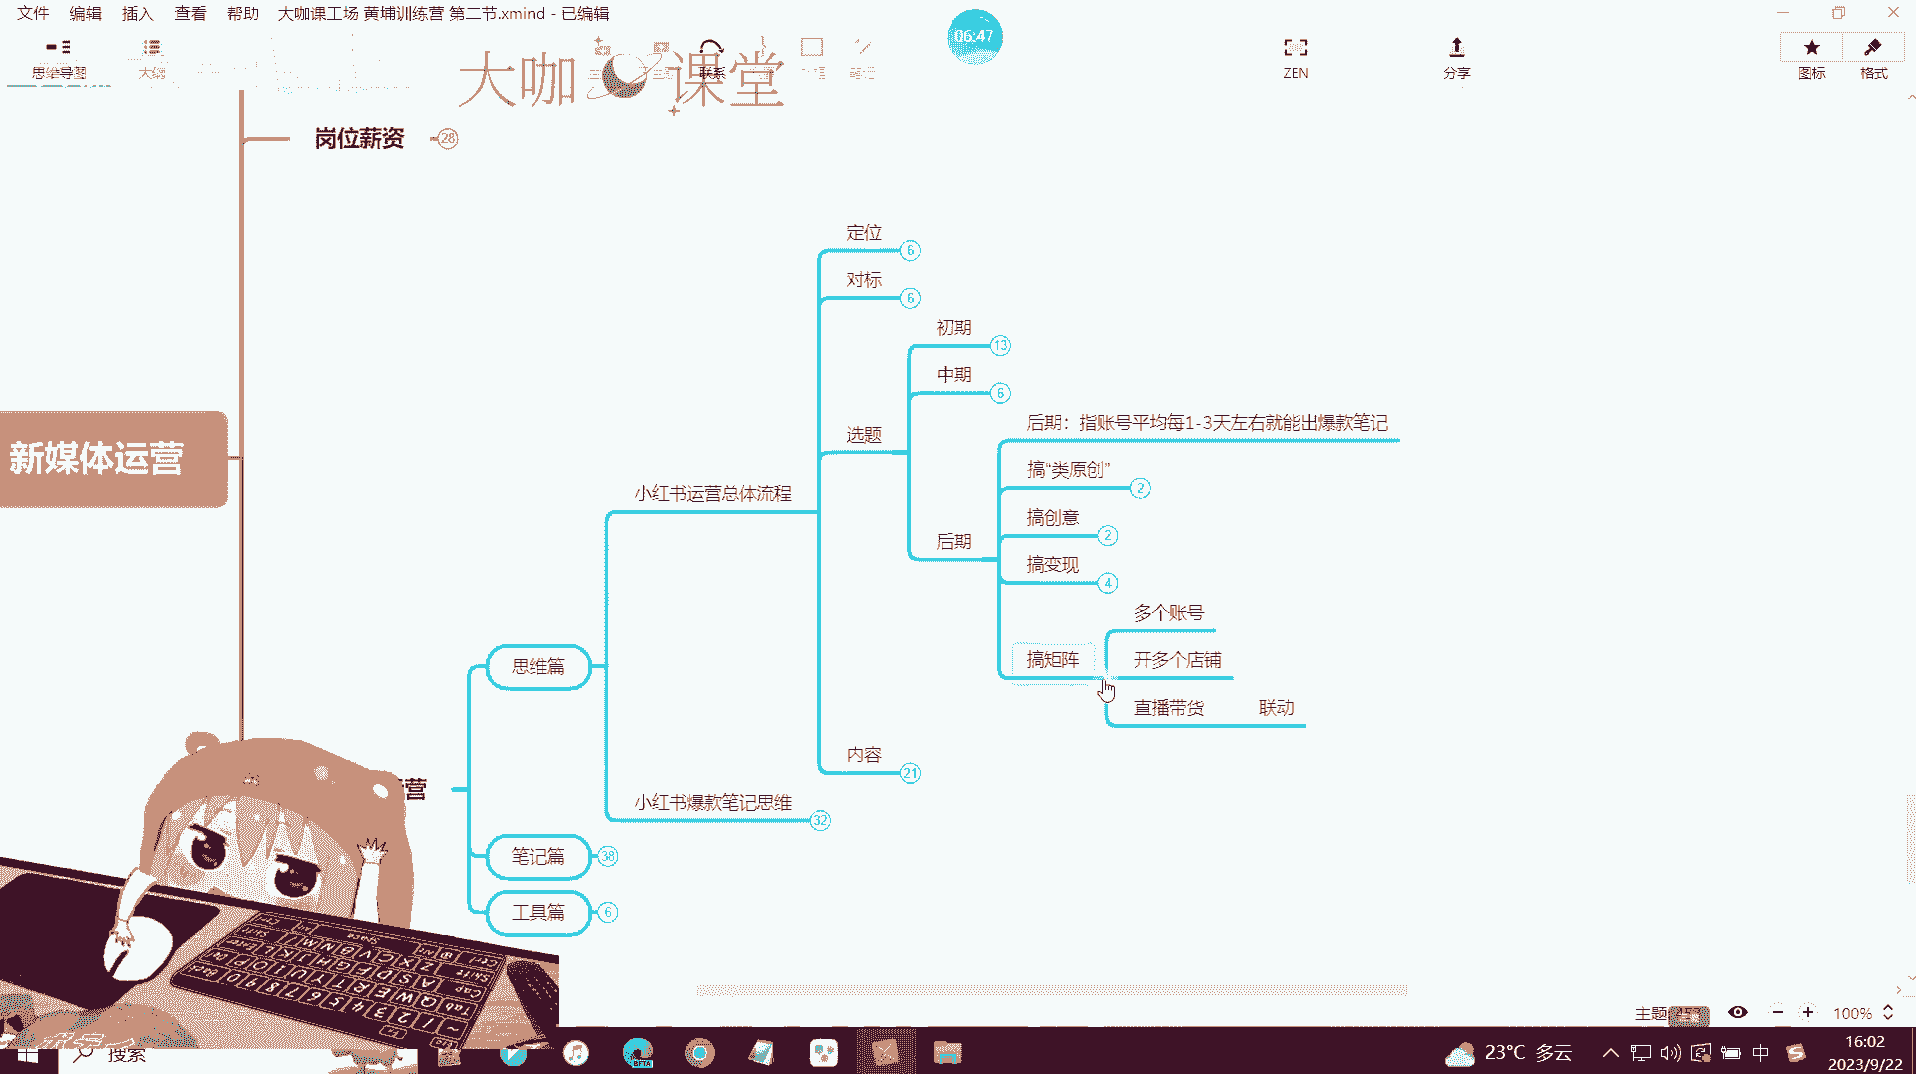 文件 编辑 插入 查看 帮助 大咖课工场 黄埔训练营 第二节.xmind - 已编辑
06:47
思维导图 大纲 联系 ZEN 分享 图标 格式
大咖 课堂
岗位薪资 28
定位 6
对标 6
初期 13
中期 6
后期：指账号平均每1-3天左右就能出爆款笔记
选题
搞“类原创” 2
新媒体运营
小红书运营总体流程
搞创意 2
后期
搞变现 4
多个账号
思维篇
搞矩阵
开多个店铺
直播带货 联动
内容 21
营
小红书爆款笔记思维 32
笔记篇 38
工具篇 6
主题
100%
搜索
BETA
23°C 多云
中
16:02
2023/9/22